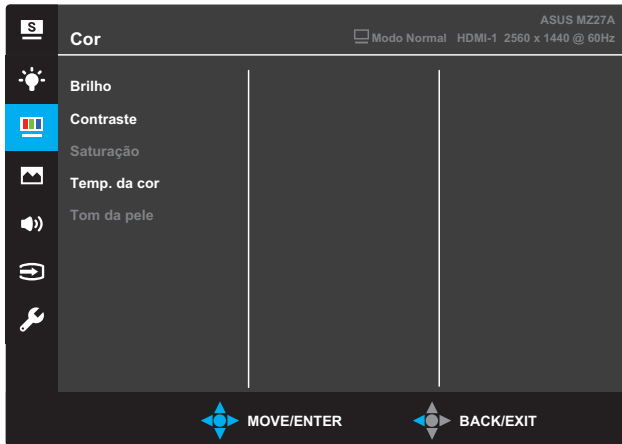 S
ASUS MZ27A
Cor
Modo Normal HDMI-1 2560 x 1440 @ 60Hz
Brilho
Contraste
Saturação
Temp. da cor
Tom da pele
MOVE/ENTER
BACK/EXIT